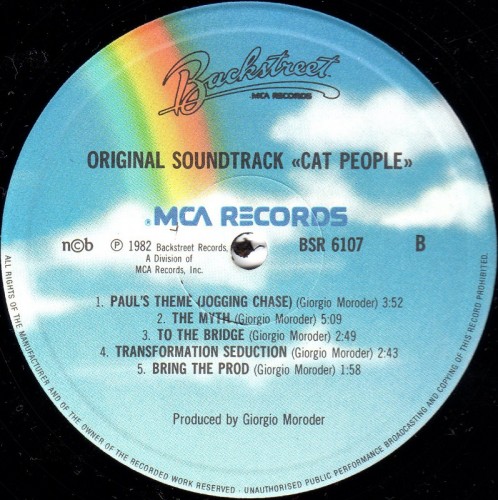 Backstreet
MCA RECORDS
ORIGINAL SOUNDTRACK «CAT PEOPLE»
® MCA RECORDS
n©b
℗ 1982 Backstreet Records,
A Division of
MCA Records, Inc.
BSR 6107
B
1. PAUL'S THEME (JOGGING CHASE) (Giorgio Moroder) 3:52
2. THE MYTH (Giorgio Moroder) 5:09
3. TO THE BRIDGE (Giorgio Moroder) 2:49
4. TRANSFORMATION SEDUCTION (Giorgio Moroder) 2:43
5. BRING THE PROD (Giorgio Moroder) 1:58
Produced by Giorgio Moroder
ALL RIGHTS OF THE MANUFACTURER AND OF THE OWNER OF THE RECORDED WORK RESERVED - UNAUTHORISED PUBLIC PERFORMANCE BROADCASTING AND COPYING OF THIS RECORD PROHIBITED.